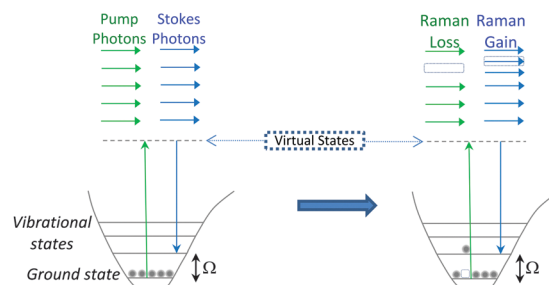 Pump
Photons
Stokes
Photons
Raman
Loss
Raman
Gain
Virtual States
Vibrational
states
Ground state
Ω
Ω